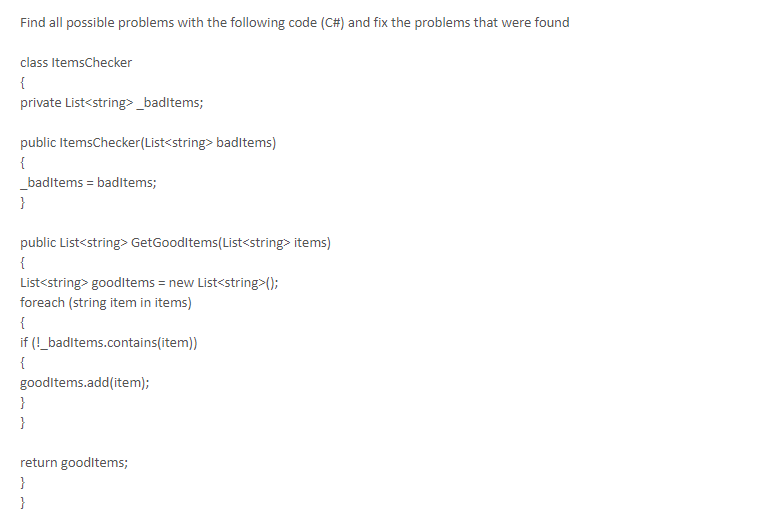 Find all possible problems with the following code (C#) and fix the problems that were found
class ItemsChecker
{
private List<string> _badItems;
public ItemsChecker(List<string> badItems)
{
_badItems = badItems;
}
public List<string> GetGoodItems(List<string> items)
{
List<string> goodItems = new List<string>();
foreach (string item in items)
{
if (!_badItems.contains(item))
{
goodItems.add(item);
}
}
return goodItems;
}
}